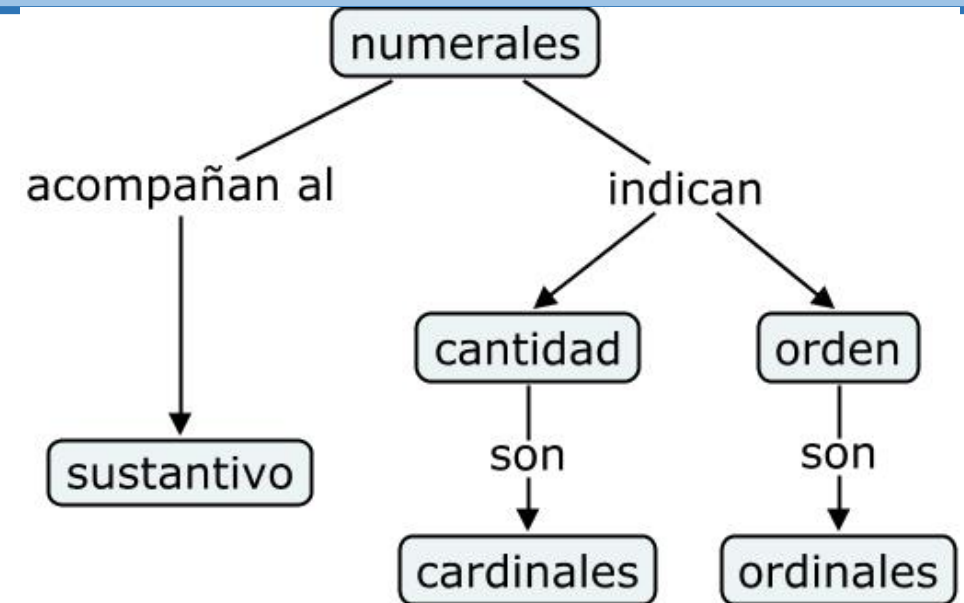 numerales
acompañan al
indican
cantidad
orden
sustantivo
son
son
cardinales
ordinales